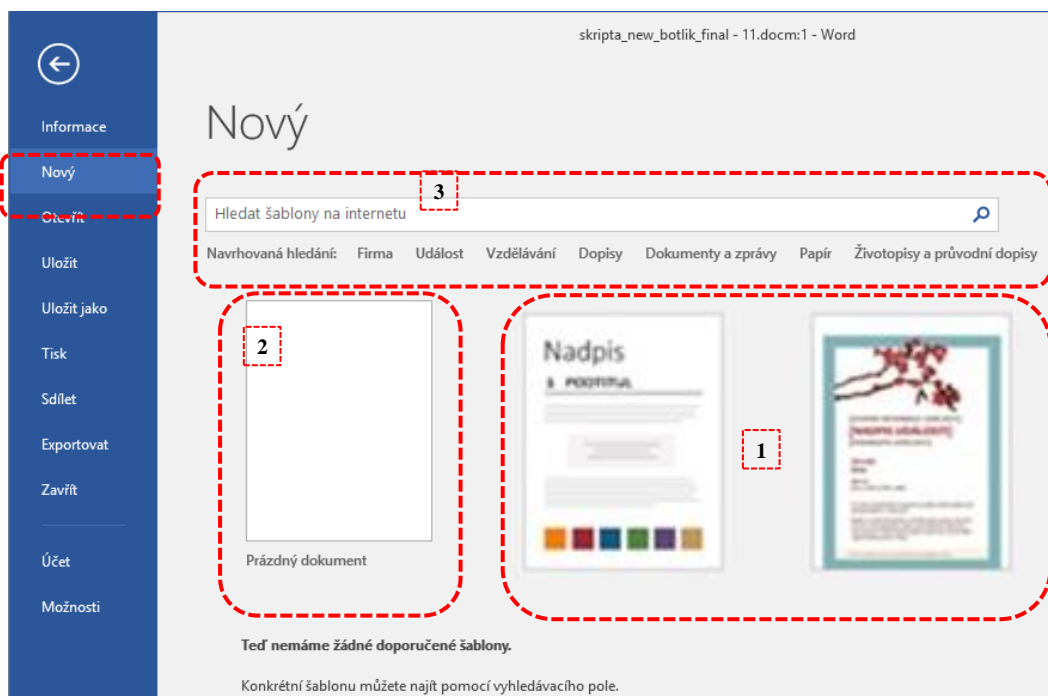 skripta_new_botlik_final - 11.docm:1 - Word
Informace
Nový
Otevřít
Uložit
Uložit jako
Tisk
Sdílet
Exportovat
Zavřít
Účet
Možnosti
Nový
3
Hledat šablony na internetu
Navrhovaná hledání: Firma Událost Vzdělávání Dopisy Dokumenty a zprávy Papír Životopisy a průvodní dopisy
2
Prázdný dokument
Nadpis
1
[NADPIS UDÁLOSTI]
Teď nemáme žádné doporučené šablony.
Konkrétní šablonu můžete najít pomocí vyhledávacího pole.